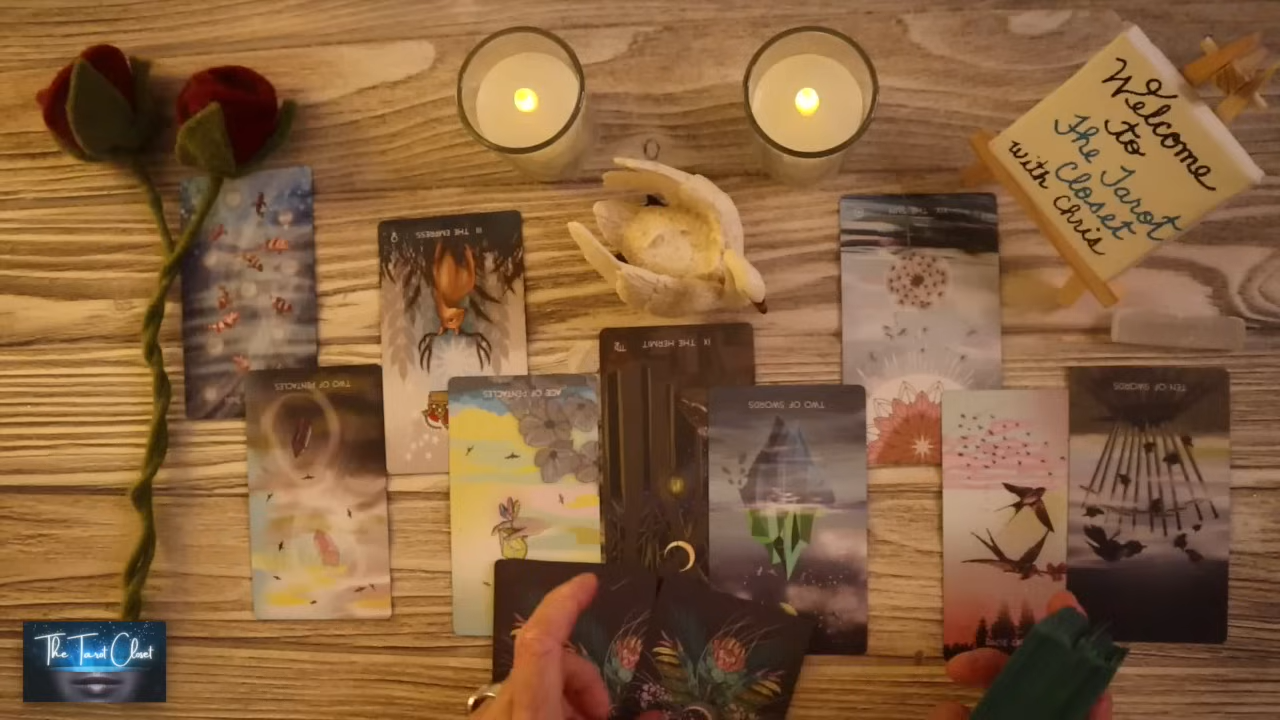 Welcome
to
The Tarot
Closet
with Chris
III THE EMPRESS
IX THE HERMIT
TWO OF PENTACLES
ACE OF PENTACLES
TWO OF SWORDS
TEN OF SWORDS
The Tarot Closet